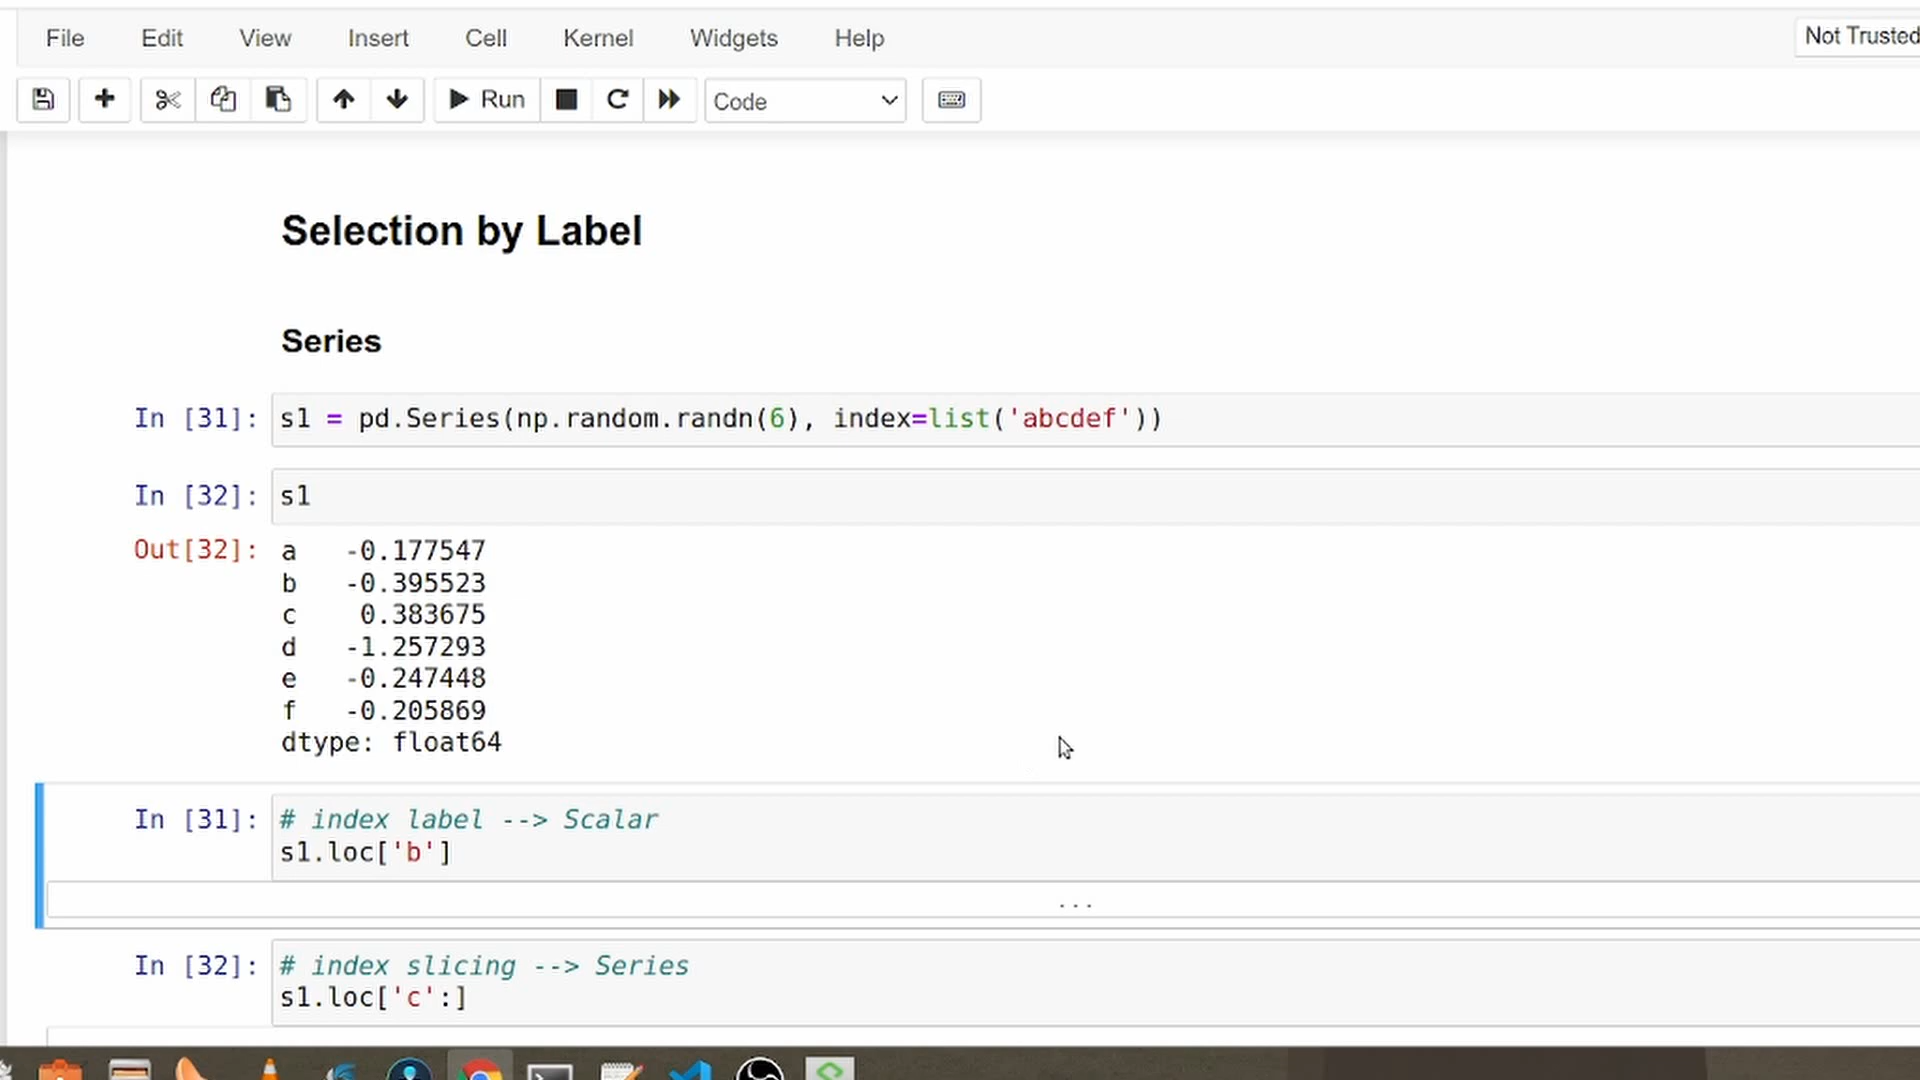 File Edit View Insert Cell Kernel Widgets Help Not Trusted
Run Code
Selection by Label
Series
In [31]: s1 = pd.Series(np.random.randn(6), index=list('abcdef'))
In [32]: s1
Out[32]: a -0.177547
b -0.395523
c 0.383675
d -1.257293
e -0.247448
f -0.205869
dtype: float64
In [31]: # index label --> Scalar
s1.loc['b']
...
In [32]: # index slicing --> Series
s1.loc['c':]